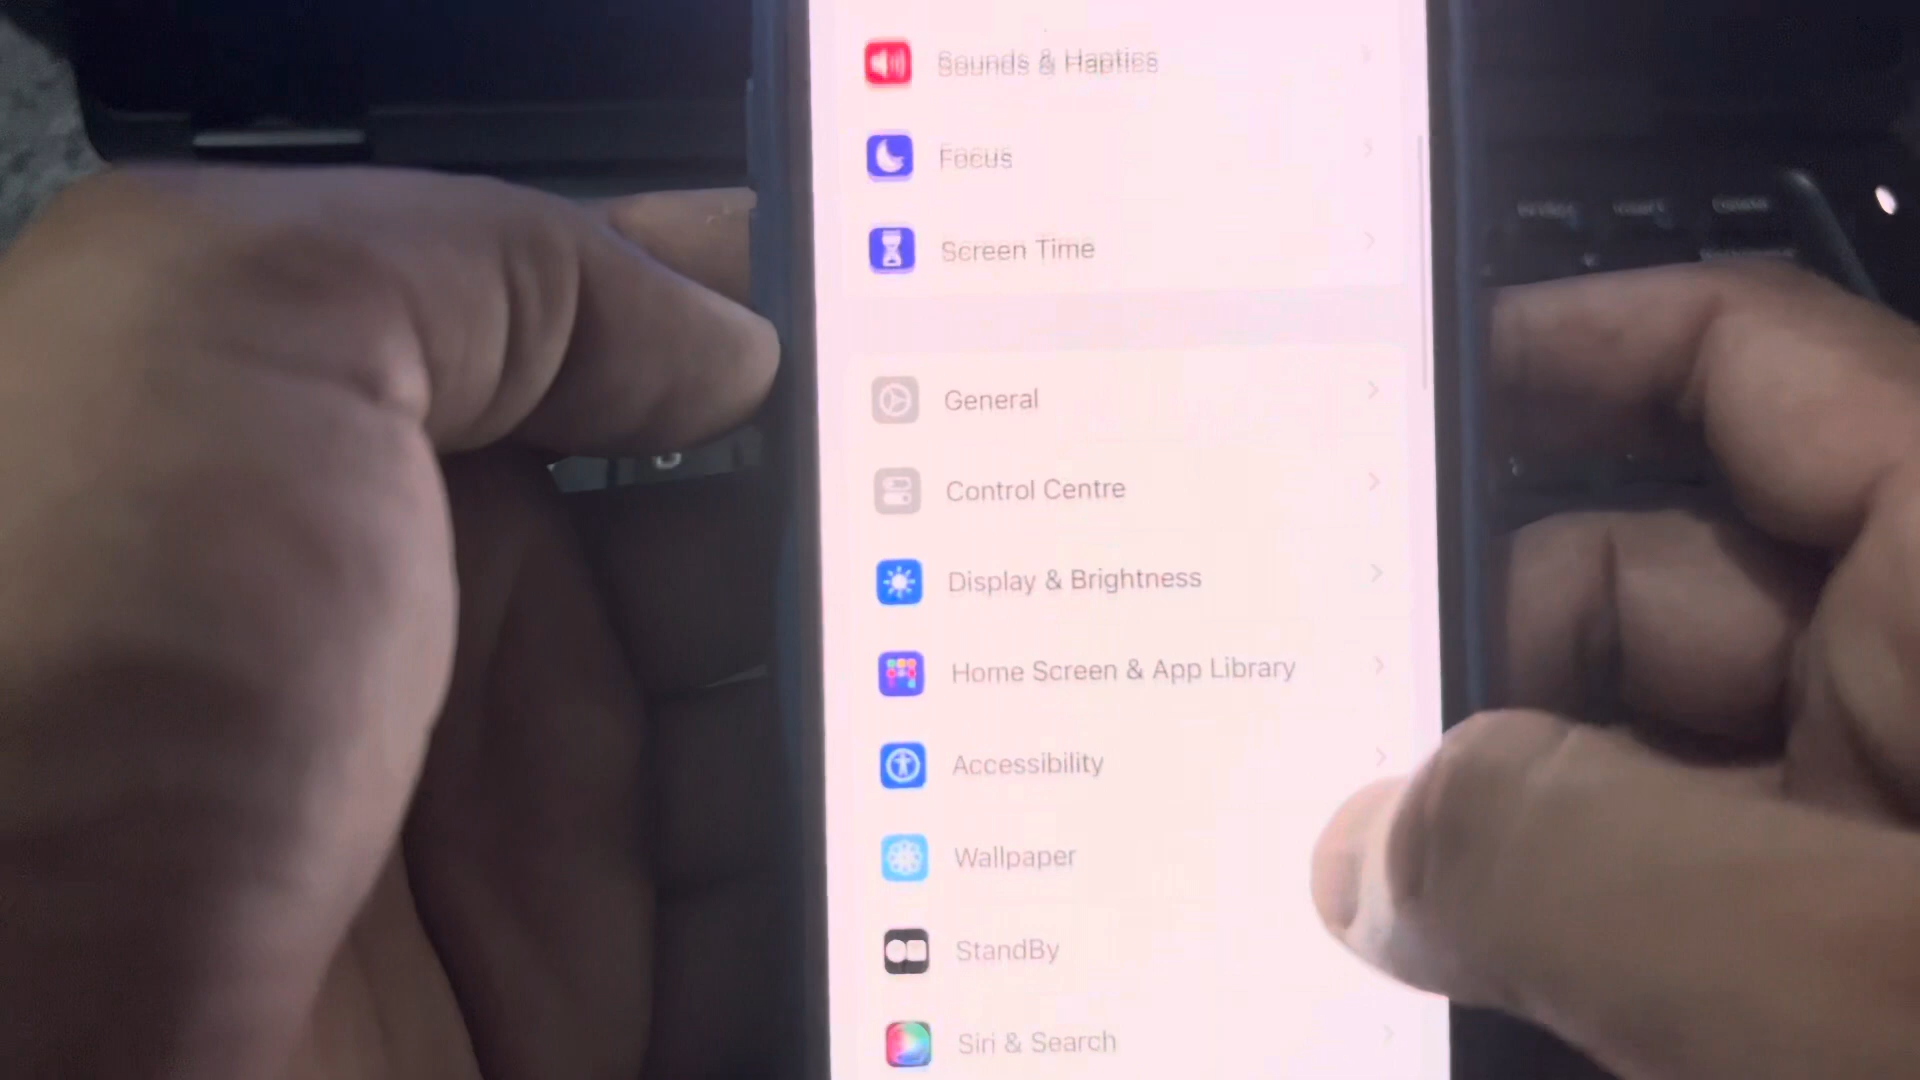 Sounds & Haptics
Focus
Screen Time
General
Control Centre
Display & Brightness
Home Screen & App Library
Accessibility
Wallpaper
StandBy
Siri & Search